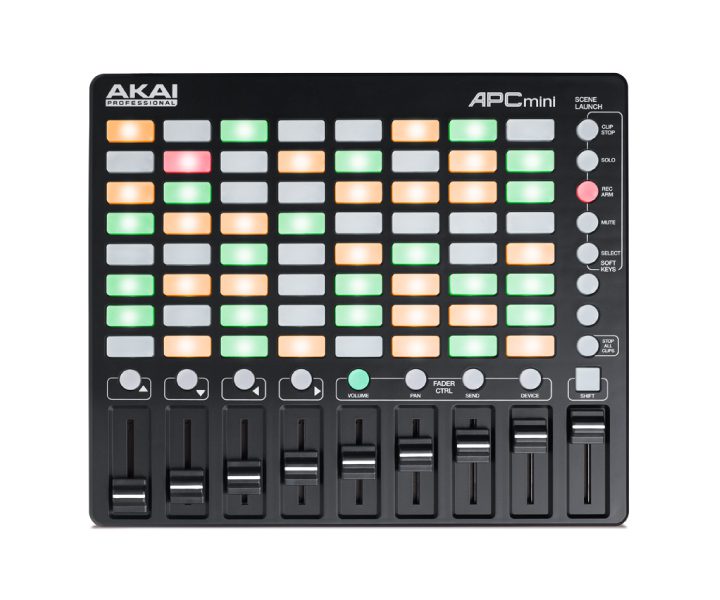 AKAI
PROFESSIONAL
APCmini
SCENE
LAUNCH
CLIP
STOP
SOLO
REC
ARM
MUTE
SELECT
SOFT
KEYS
STOP
ALL
CLIPS
VOLUME
PAN
FADER
CTRL
SEND
DEVICE
SHIFT